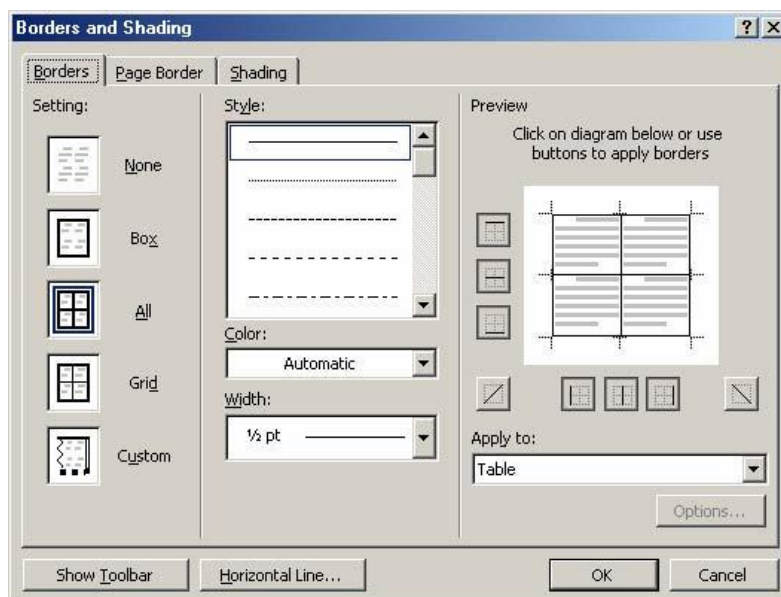 Borders and Shading
Borders
Page Border
Shading
Setting:
None
Box
All
Grid
Custom
Style:
Color:
Automatic
Width:
½ pt
Preview
Click on diagram below or use
buttons to apply borders
Apply to:
Table
Options...
Show Toolbar
Horizontal Line...
OK
Cancel